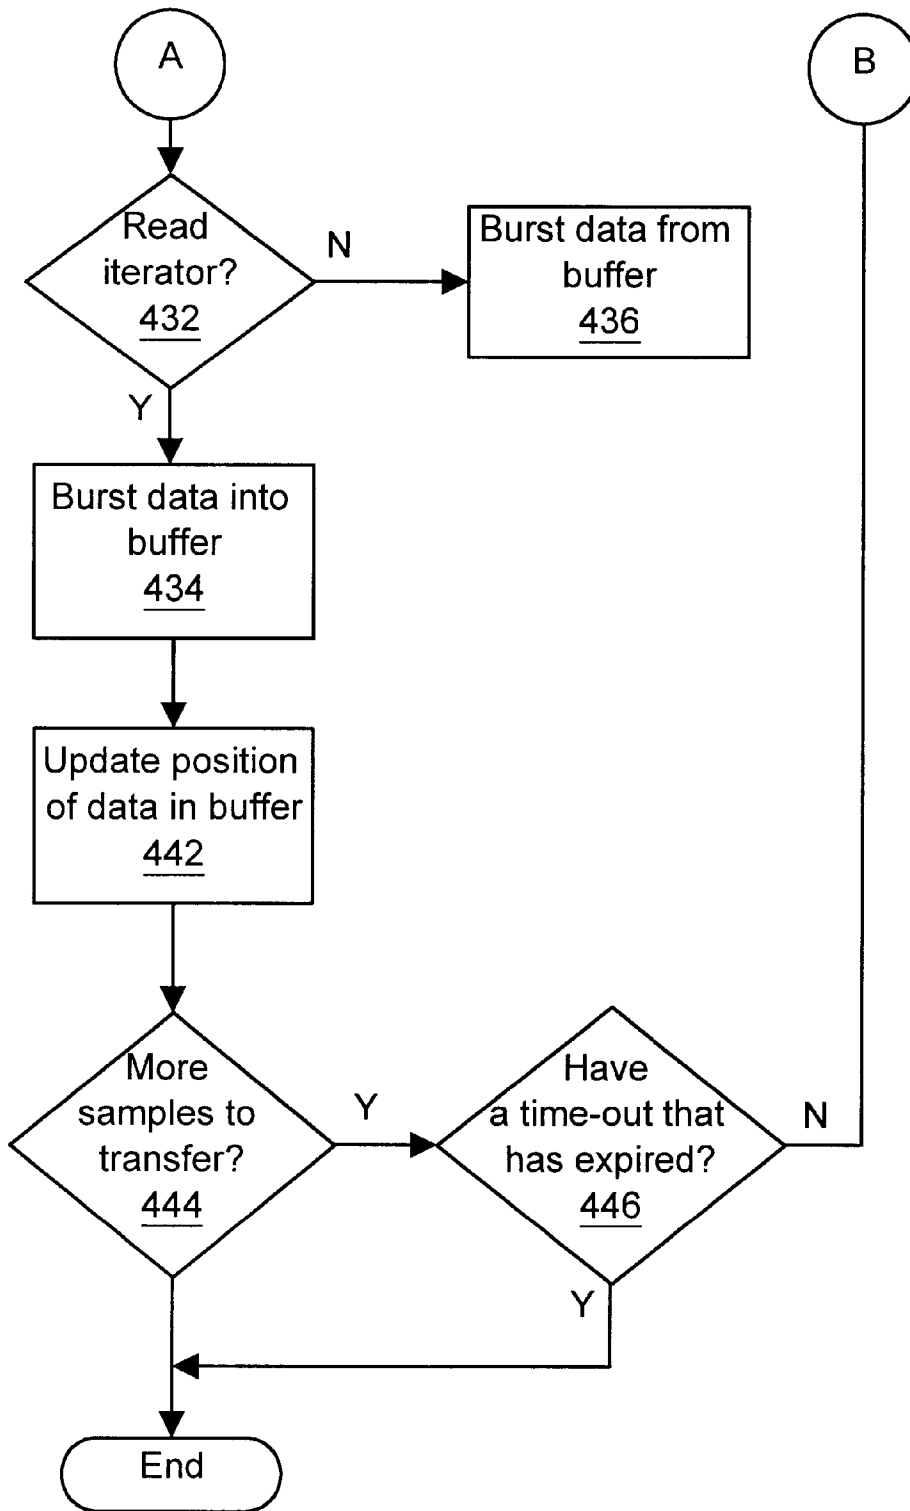 A
B
Read
iterator?
432
N
Burst data from
buffer
436
Y
Burst data into
buffer
434
Update position
of data in buffer
442
More
samples to
transfer?
444
Y
Have
a time-out that
has expired?
446
N
Y
End